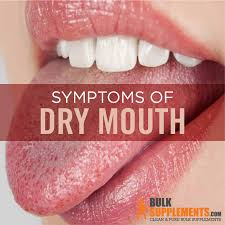 SYMPTOMS OF
DRY MOUTH
BULK
SUPPLEMENTS.COM
CLEAN & PURE BULK SUPPLEMENTS